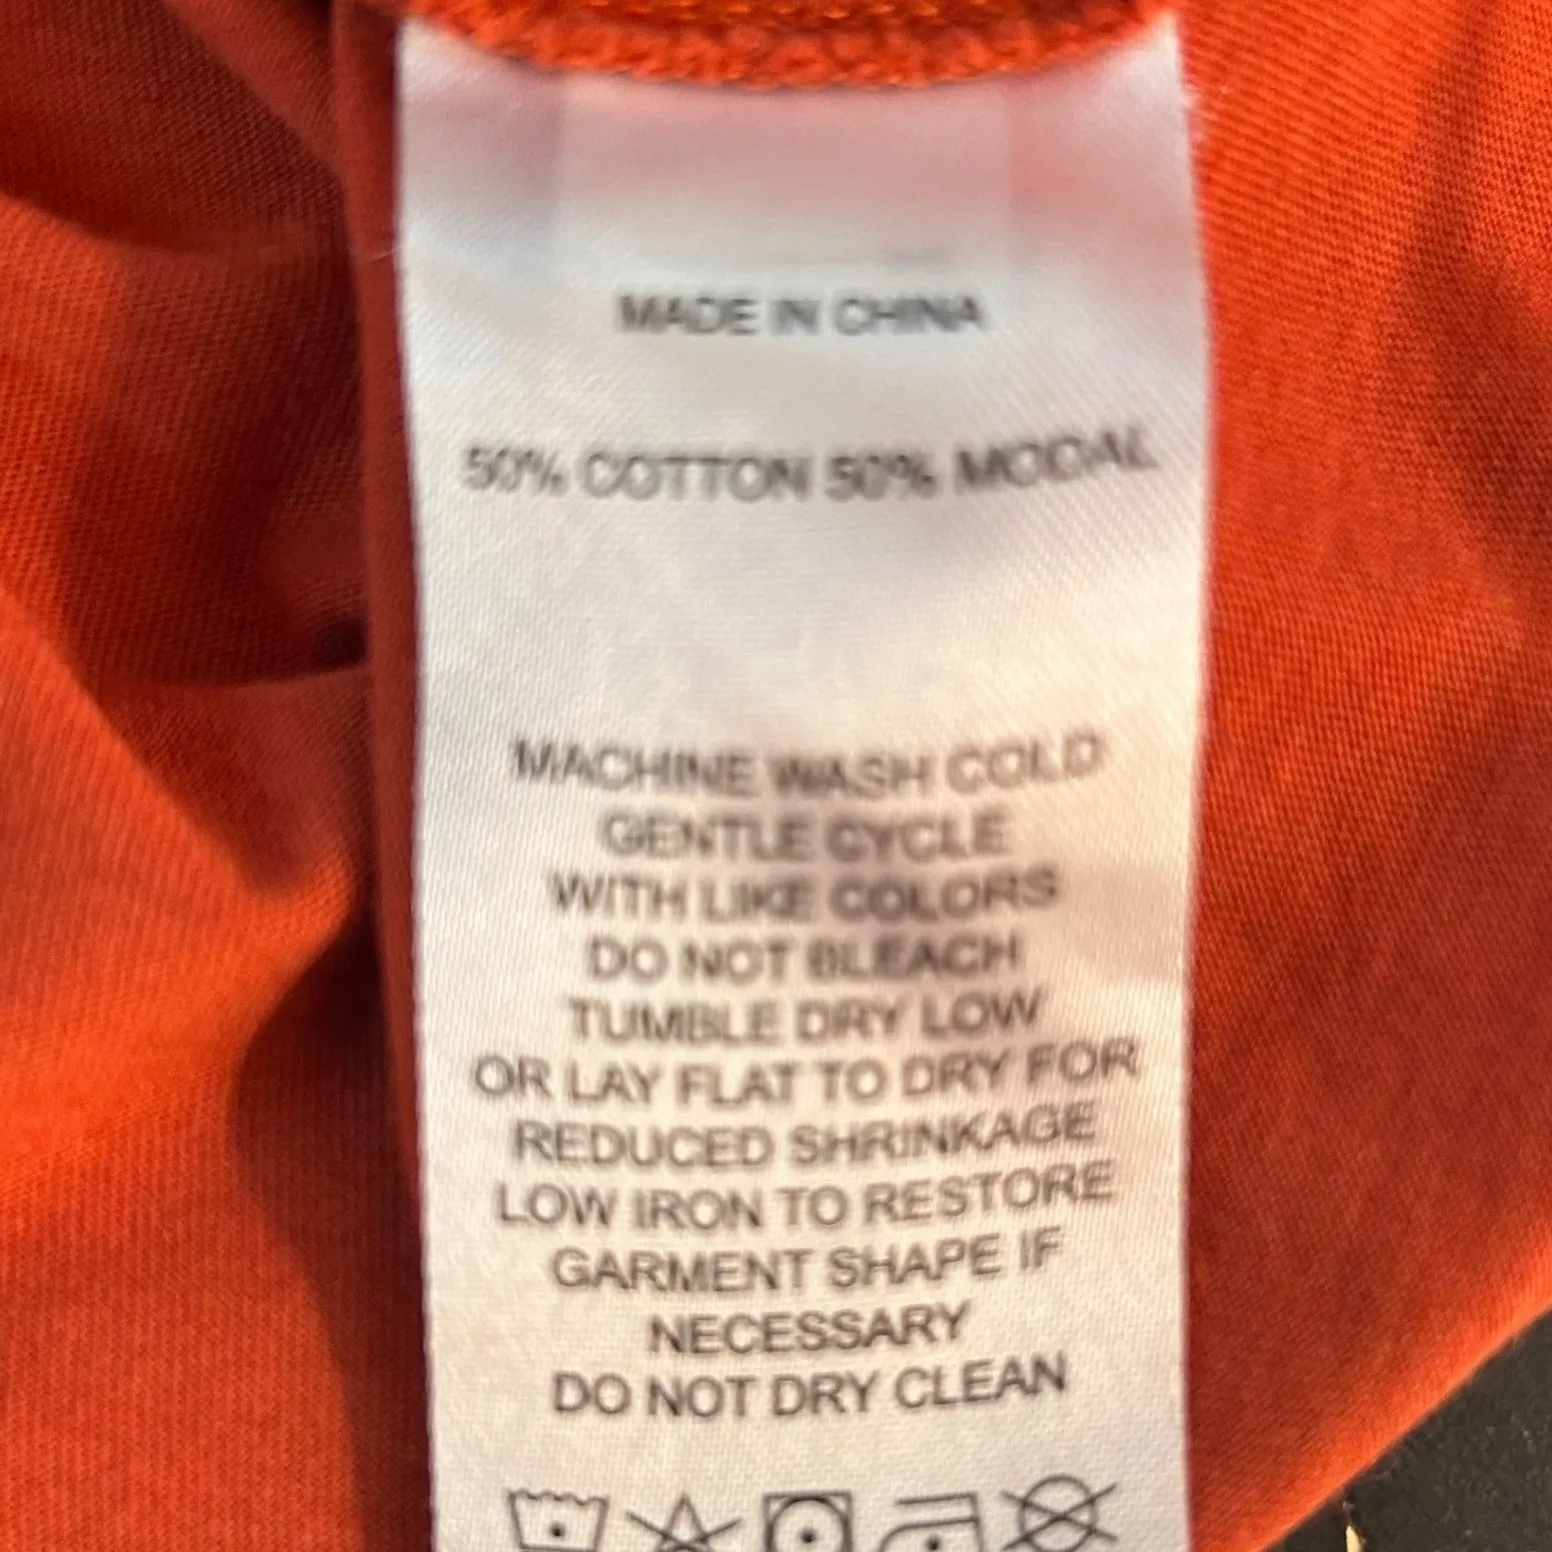 MADE IN CHINA
50% COTTON 50% MODAL
MACHINE WASH COLD
GENTLE CYCLE
WITH LIKE COLORS
DO NOT BLEACH
TUMBLE DRY LOW
OR LAY FLAT TO DRY FOR
REDUCED SHRINKAGE
LOW IRON TO RESTORE
GARMENT SHAPE IF
NECESSARY
DO NOT DRY CLEAN